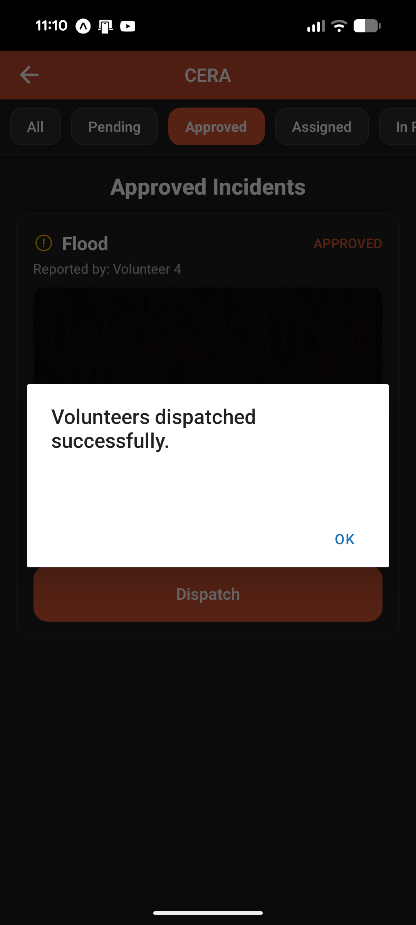 11:10
CERA
All
Pending
Approved
Assigned
In
Approved Incidents
Flood
APPROVED
Reported by: Volunteer 4
Volunteers dispatched
successfully.
OK
Dispatch